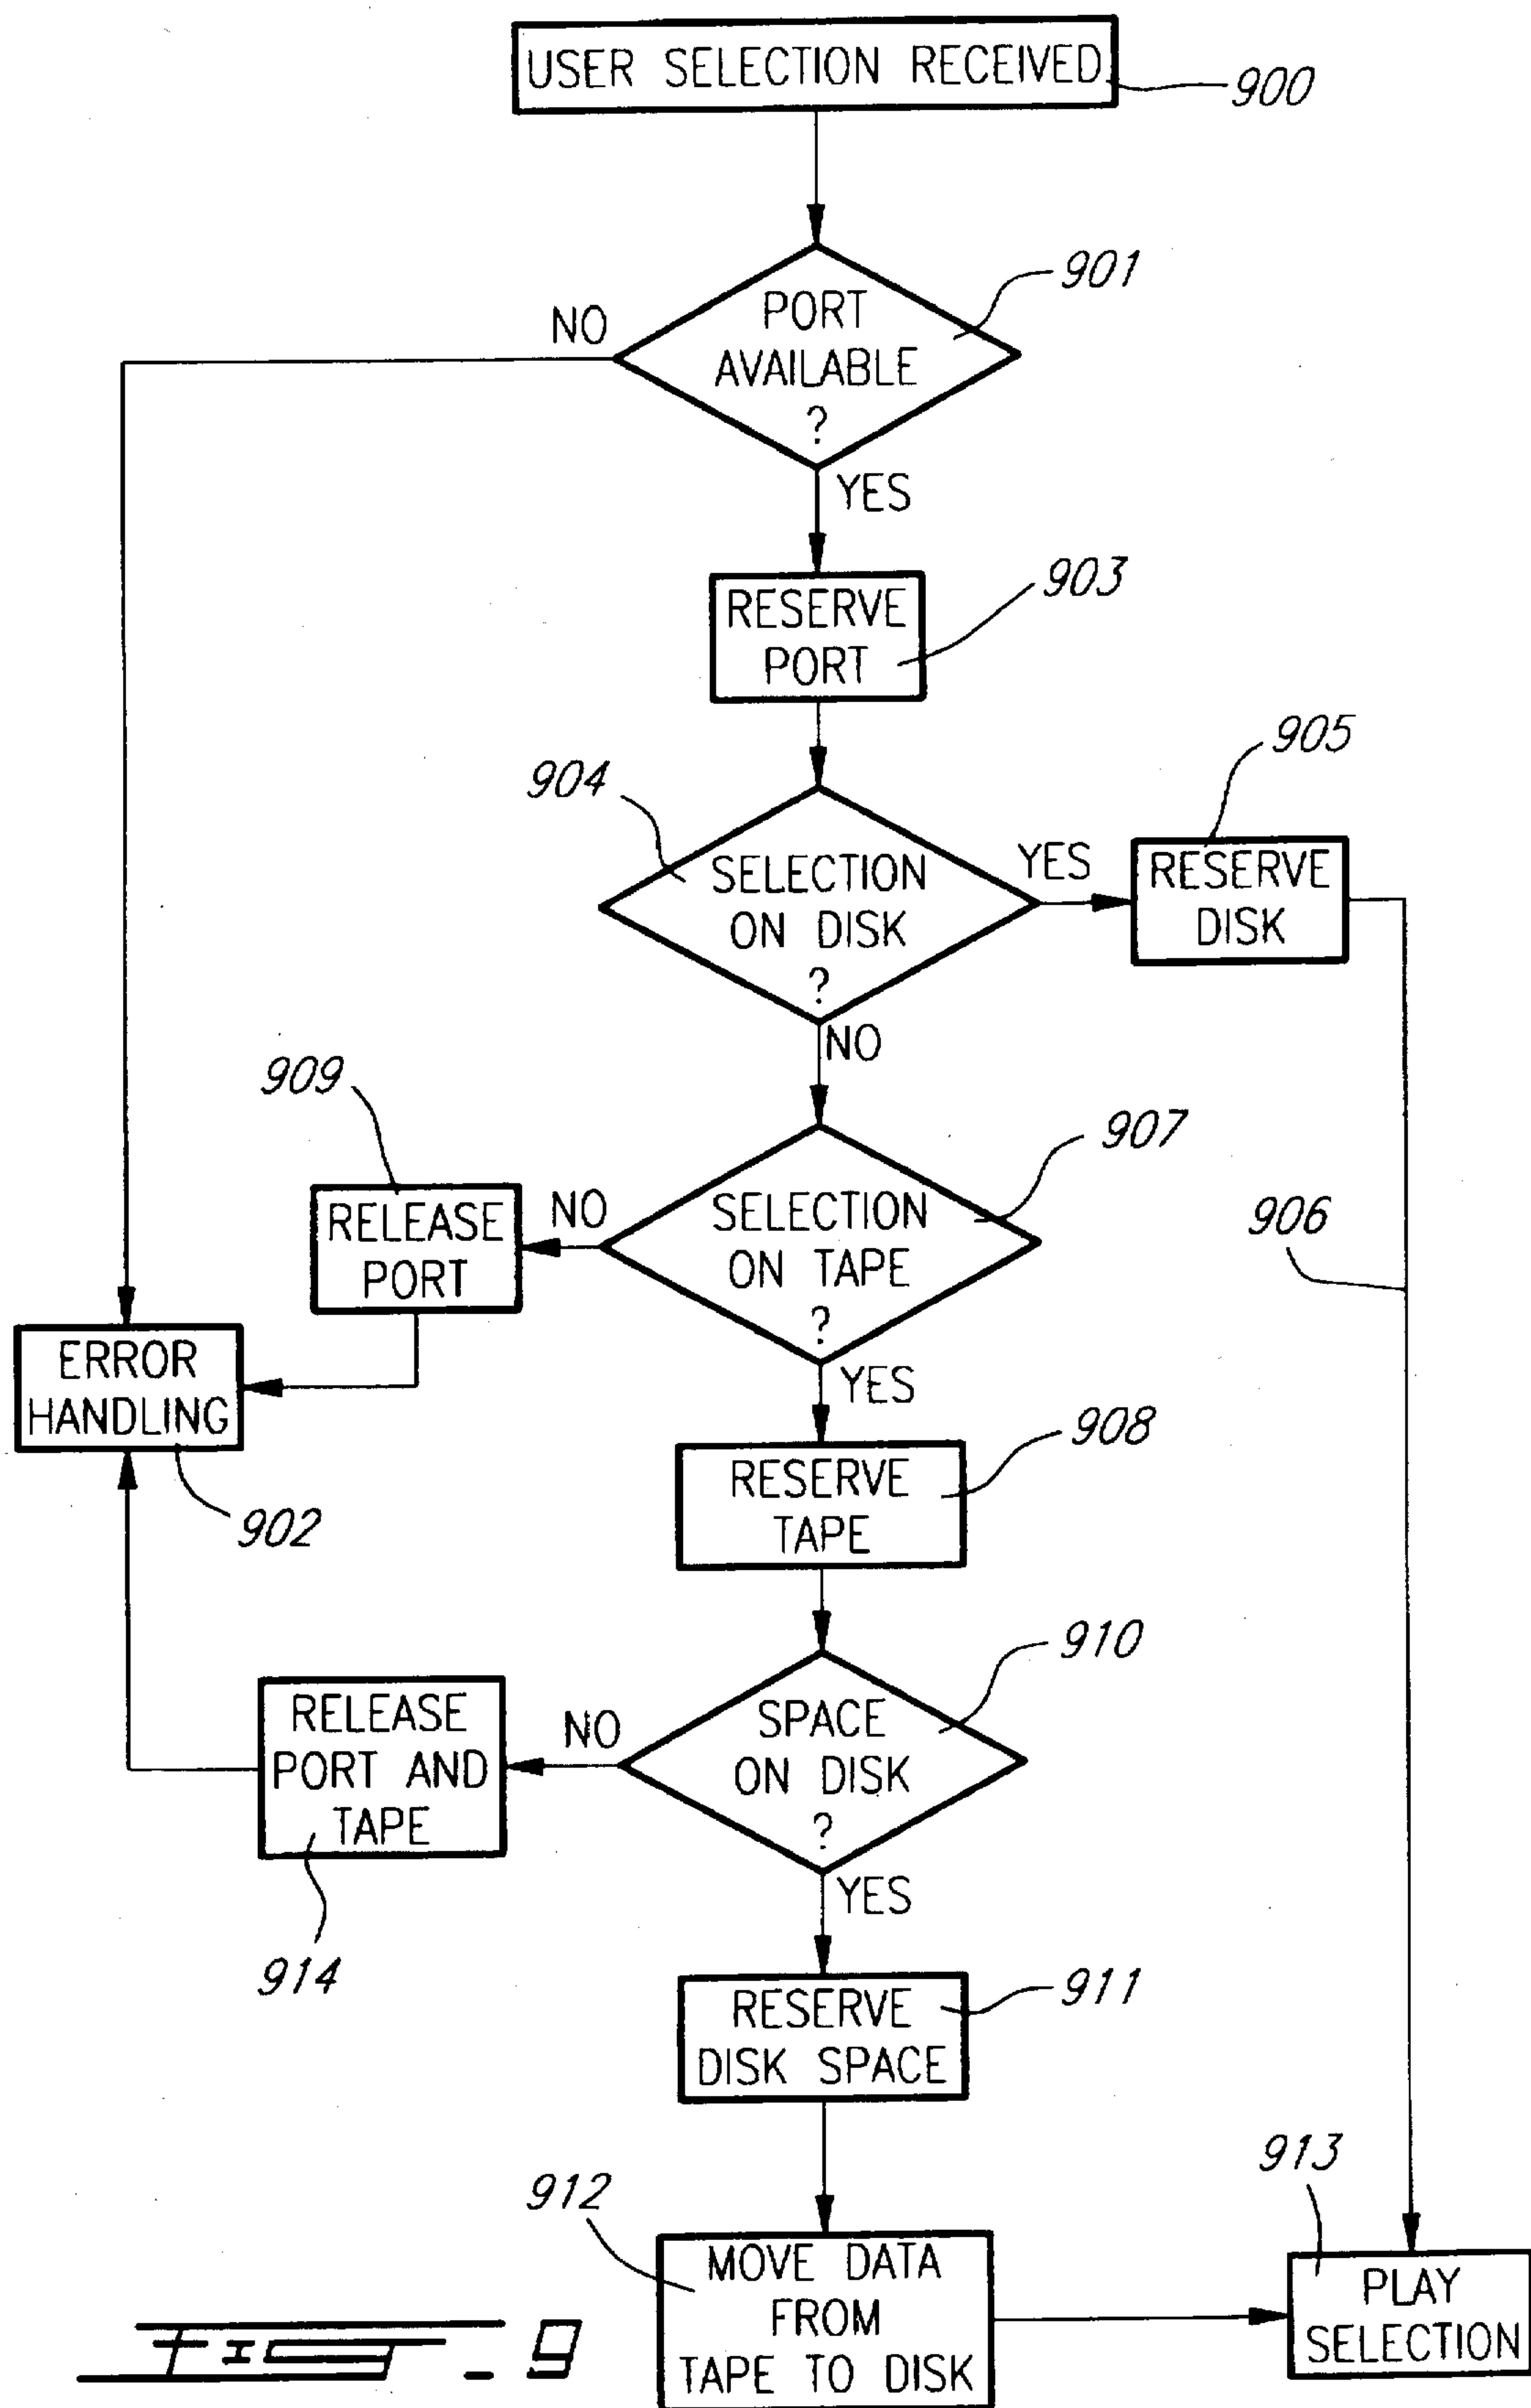 USER SELECTION RECEIVED
900
901
PORT
AVAILABLE
?
NO
YES
903
RESERVE
PORT
904
SELECTION
ON DISK
?
YES
905
RESERVE
DISK
NO
909
RELEASE
PORT
NO
907
SELECTION
ON TAPE
?
906
YES
ERROR
HANDLING
902
908
RESERVE
TAPE
910
SPACE
ON DISK
?
NO
RELEASE
PORT AND
TAPE
914
YES
911
RESERVE
DISK SPACE
912
MOVE DATA
FROM
TAPE TO DISK
913
PLAY
SELECTION
FIG_9